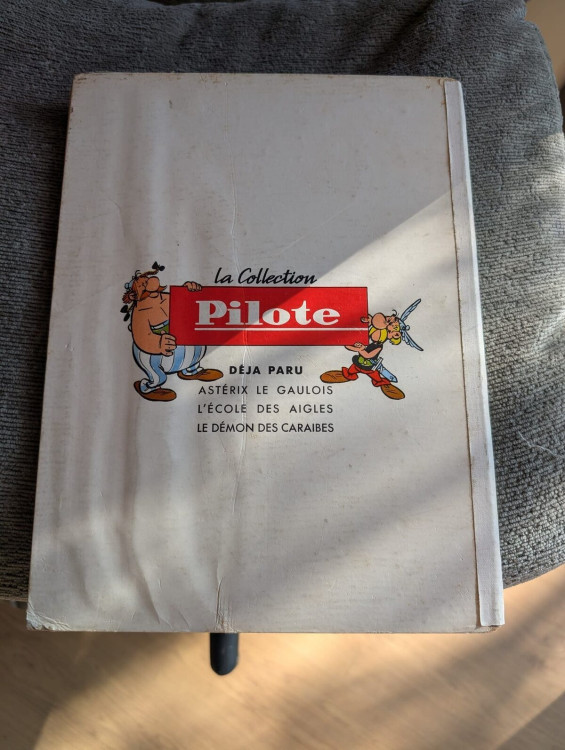 La Collection
Pilote
DÉJA PARU
ASTÉRIX LE GAULOIS
L'ÉCOLE DES AIGLES
LE DÉMON DES CARAIBES